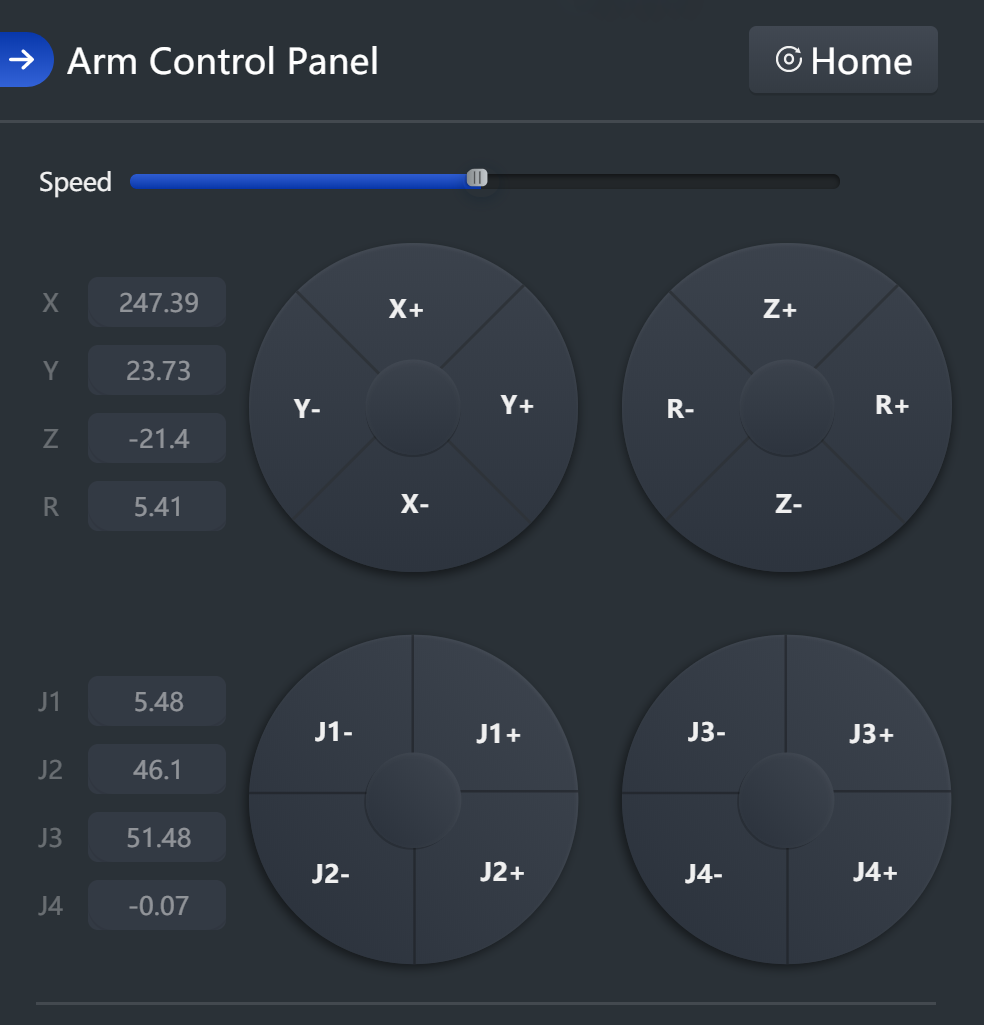 Arm Control Panel
Home
Speed
X 247.39
Y 23.73
Z -21.4
R 5.41
X+
Y-
Y+
X-
Z+
R-
R+
Z-
J1 5.48
J2 46.1
J3 51.48
J4 -0.07
J1-
J1+
J2-
J2+
J3-
J3+
J4-
J4+